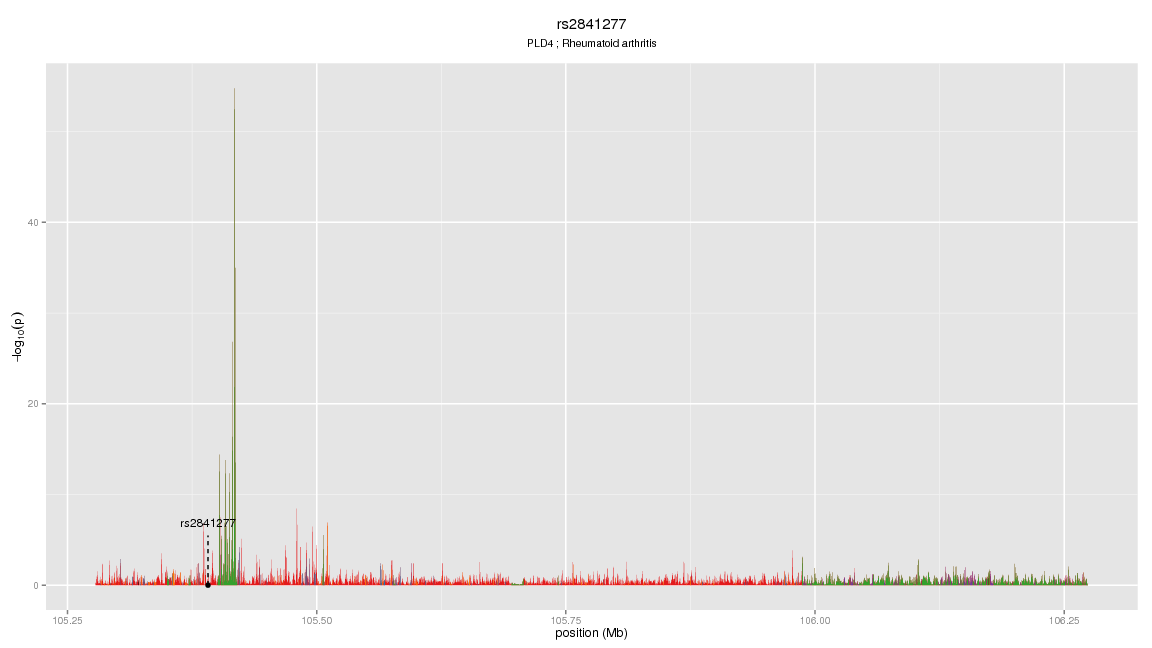 rs2841277
PLD4 ; Rheumatoid arthritis
40
20
0
−log10(p)
rs2841277
105.25 105.50 105.75 106.00 106.25
position (Mb)